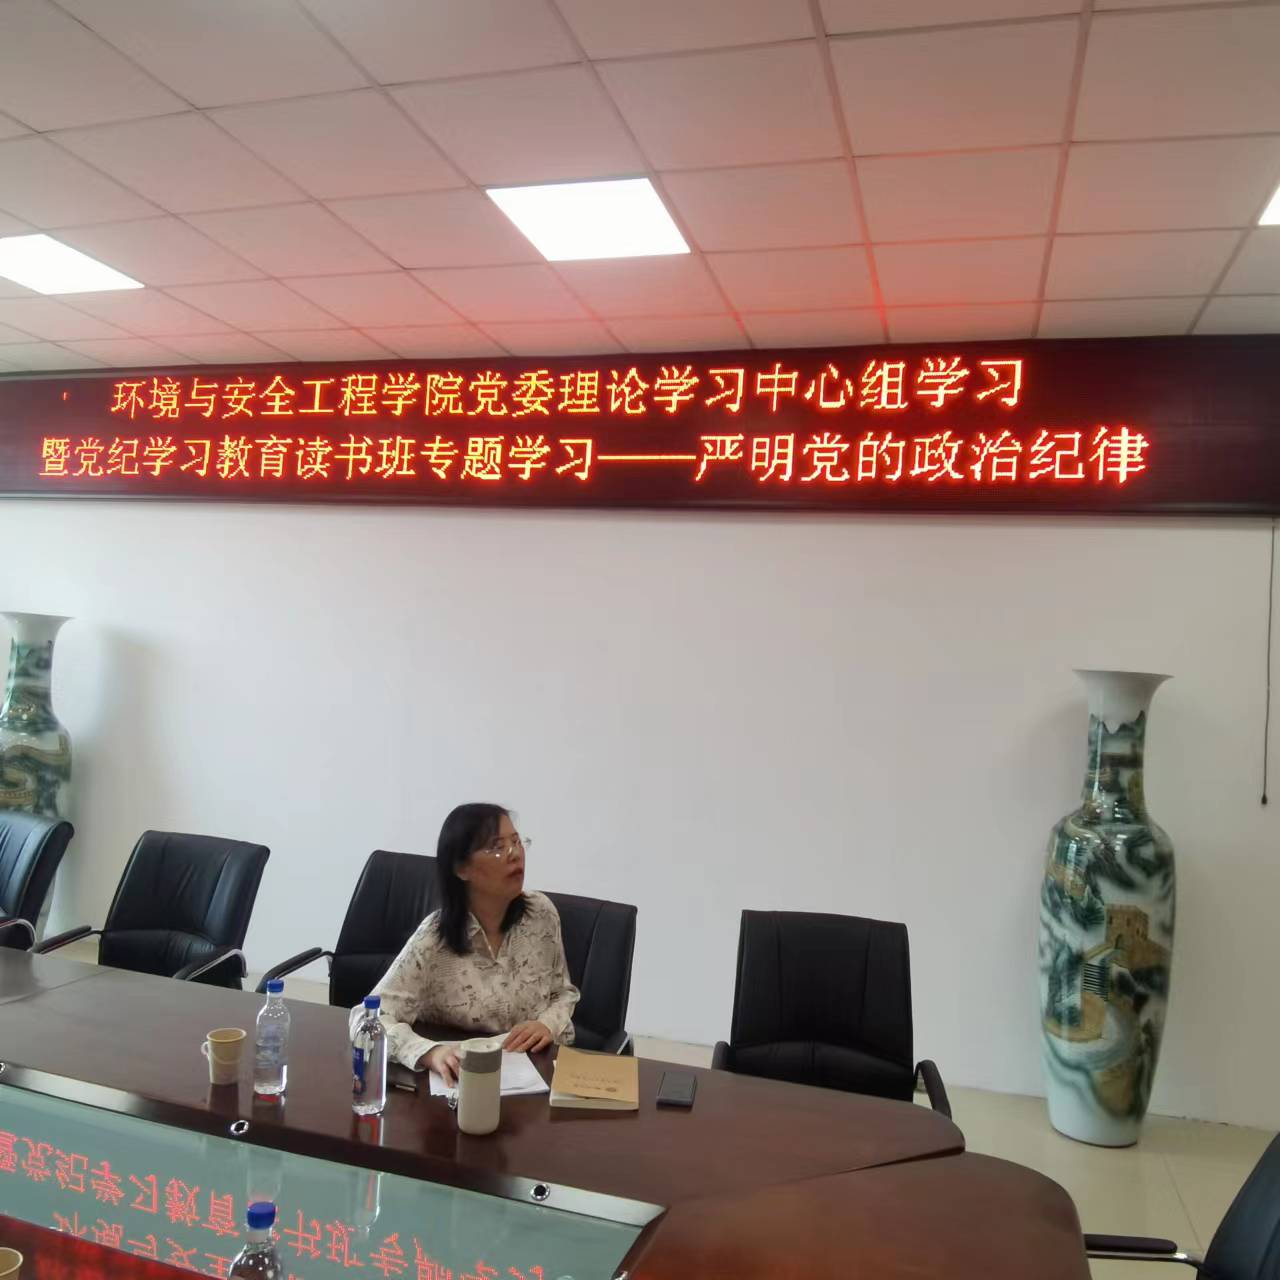 环境与安全工程学院党委理论学习中心组学习
暨党纪学习教育读书班专题学习——严明党的政治纪律